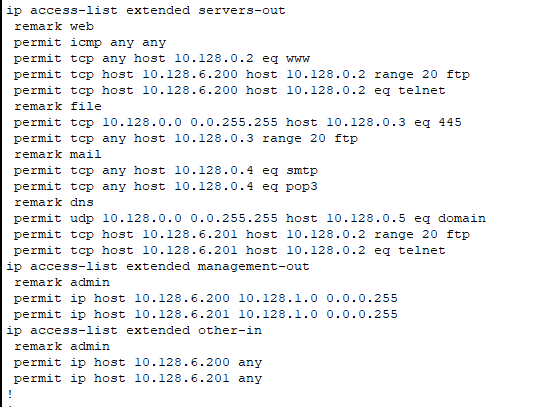 ip access-list extended servers-out
remark web
permit icmp any any
permit tcp any host 10.128.0.2 eq www
permit tcp host 10.128.6.200 host 10.128.0.2 range 20 ftp
permit tcp host 10.128.6.200 host 10.128.0.2 eq telnet
remark file
permit tcp 10.128.0.0 0.0.255.255 host 10.128.0.3 eq 445
permit tcp any host 10.128.0.3 range 20 ftp
remark mail
permit tcp any host 10.128.0.4 eq smtp
permit tcp any host 10.128.0.4 eq pop3
remark dns
permit udp 10.128.0.0 0.0.255.255 host 10.128.0.5 eq domain
permit tcp host 10.128.6.201 host 10.128.0.2 range 20 ftp
permit tcp host 10.128.6.201 host 10.128.0.2 eq telnet
ip access-list extended management-out
remark admin
permit ip host 10.128.6.200 10.128.1.0 0.0.0.255
permit ip host 10.128.6.201 10.128.1.0 0.0.0.255
ip access-list extended other-in
remark admin
permit ip host 10.128.6.200 any
permit ip host 10.128.6.201 any
!